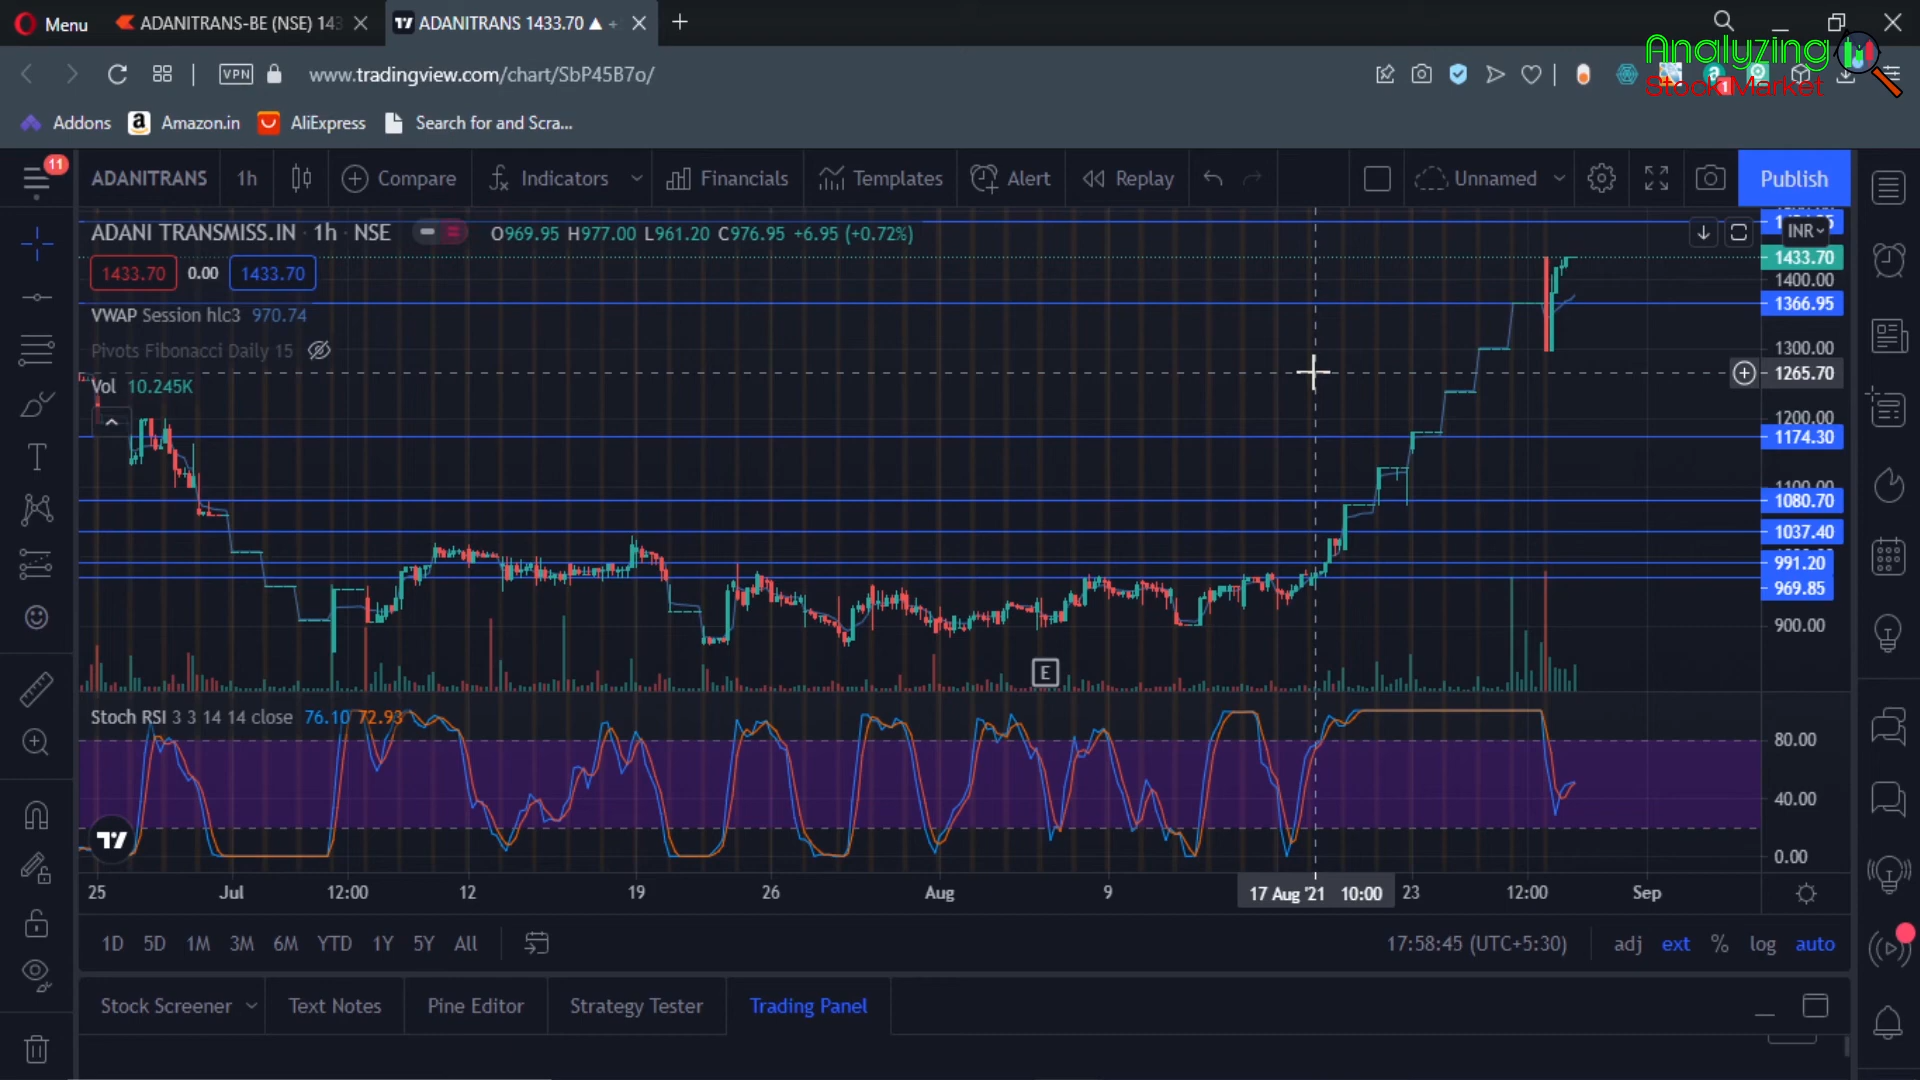 Menu
ADANITRANS-BE (NSE) 143
ADANITRANS 1433.70 ▲ +
VPN
www.tradingview.com/chart/SbP45B7o/
Analyzing
Stock Market
1
Addons
Amazon.in
AliExpress
Search for and Scra...
11
ADANITRANS
1h
Compare
Indicators
Financials
Templates
Alert
Replay
Unnamed
Publish
ADANI TRANSMISS.IN · 1h · NSE
O969.95 H977.00 L961.20 C976.95 +6.95 (+0.72%)
INR
1433.70 0.00 1433.70
1433.70
1400.00
VWAP Session hlc3 970.74
1366.95
Pivots Fibonacci Daily 15
1300.00
1265.70
Vol 10.245K
1200.00
1174.30
1100.00
1080.70
1037.40
991.20
969.85
900.00
E
Stoch RSI 3 3 14 14 close 76.10 72.93
80.00
40.00
0.00
25 Jul 12:00 12 19 26 Aug 9 17 Aug '21 10:00 23 12:00 Sep
1D 5D 1M 3M 6M YTD 1Y 5Y All
17:58:45 (UTC+5:30)
adj ext % log auto
Stock Screener
Text Notes
Pine Editor
Strategy Tester
Trading Panel